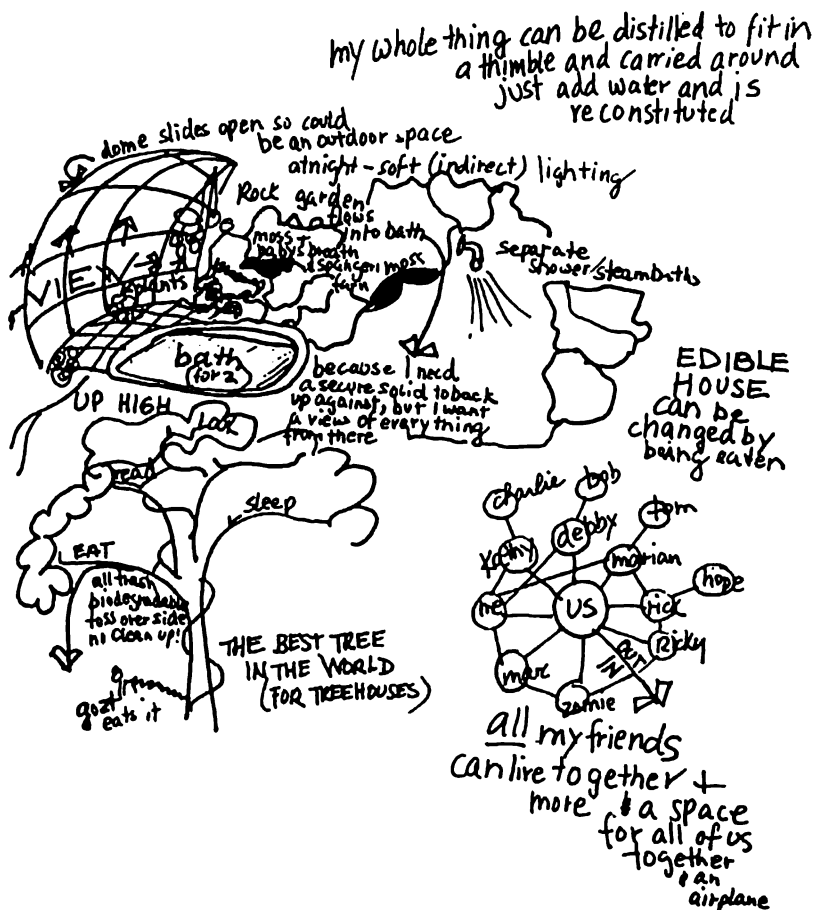 my whole thing can be distilled to fit in
a thimble and carried around
just add water and is
reconstituted
dome slides open so could
be an outdoor space
at night - soft (indirect) lighting
Rock garden
flows
into bath
moss +
baby's breath
moss
VIEW
plants
separate
shower/steambaths
bath
for 2
because I need
a secure solid to back
up against, but I want
a view of everything
from there
UP HIGH
EDIBLE
HOUSE
can be
changed by
being eaten
LOOK
read
sleep
EAT
all trash
biodegradable
toss over side
no clean up!
goat
eats it
THE BEST TREE
IN THE WORLD
(FOR TREEHOUSES)
charlie
bob
tom
Kathy
debby
marian
hope
me
US
rick
Ricky
marc
OUT
IN
all my friends
can live together +
more & a space
for all of us
together
& an
airplane